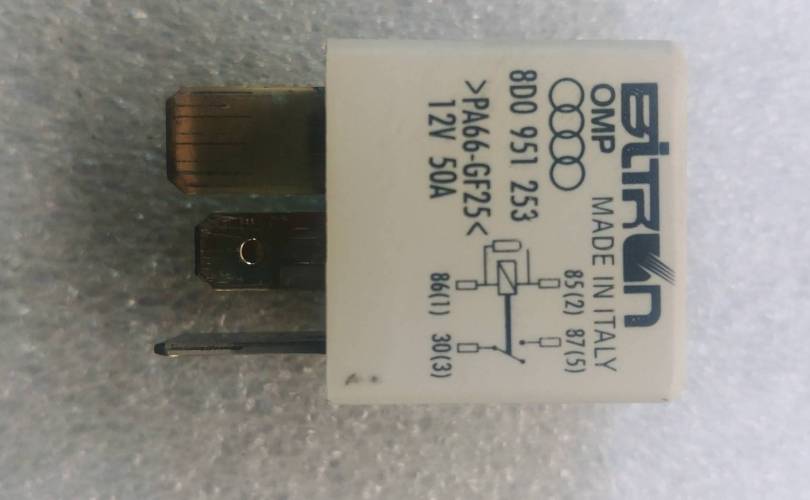 BiTRon
OMP MADE IN ITALY
8D0 951 253
>PA66-GF25<
12V 50A
85(2) 87(5)
86(1) 30(3)